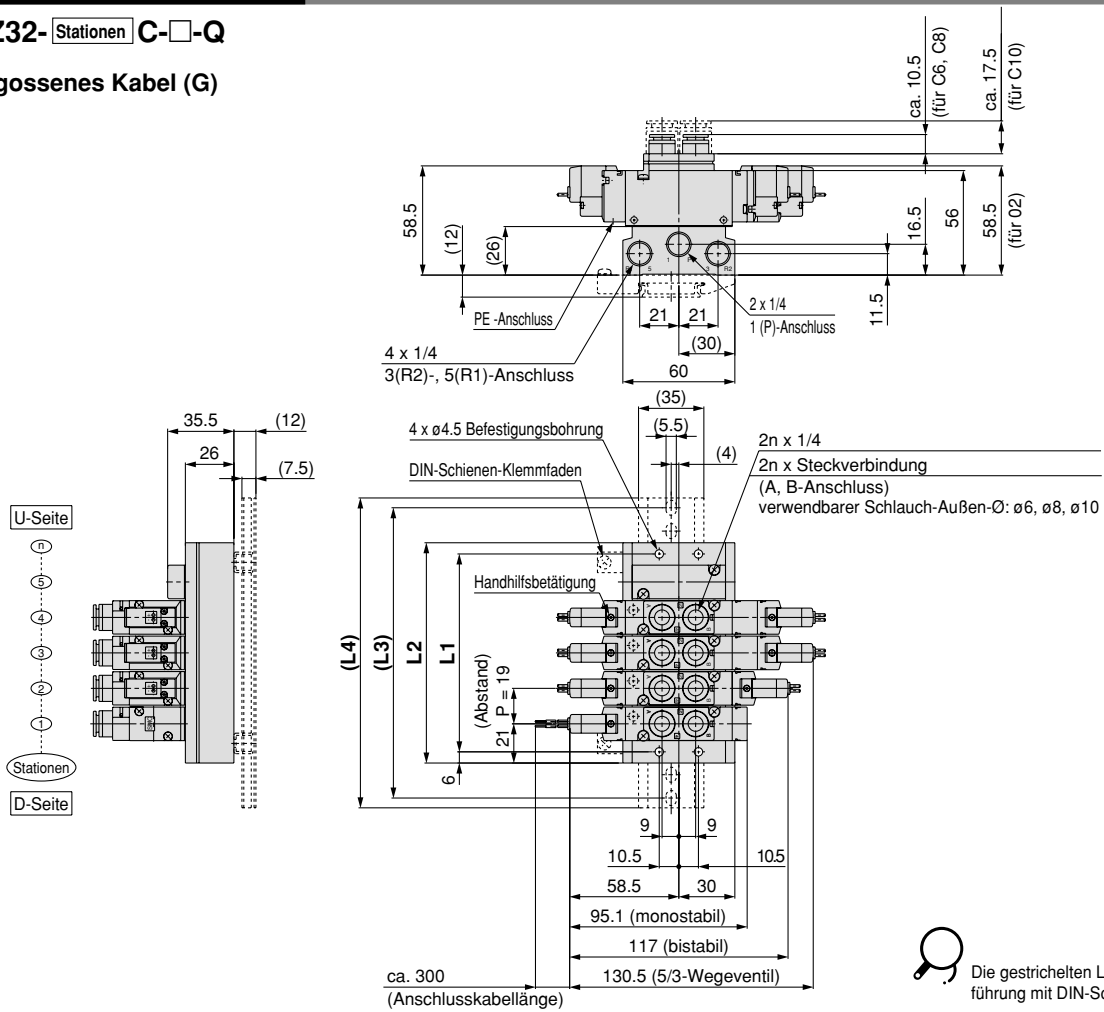 Z32- Stationen C-□-Q
gossenes Kabel (G)
ca. 10.5
(für C6, C8)
ca. 17.5
(für C10)
58.5
(12)
(26)
16.5
56
58.5
(für 02)
11.5
1
5
3
R2
PE -Anschluss
21
21
2 x 1/4
1 (P)-Anschluss
(30)
4 x 1/4
3(R2)-, 5(R1)-Anschluss
60
35.5
(12)
26
(7.5)
(35)
4 x ø4.5 Befestigungsbohrung
(5.5)
(4)
DIN-Schienen-Klemmfaden
2n x 1/4
2n x Steckverbindung
(A, B-Anschluss)
verwendbarer Schlauch-Außen-Ø: ø6, ø8, ø10
U-Seite
n
5
4
3
2
1
Stationen
D-Seite
Handhilfsbetätigung
(L4)
(L3)
L2
L1
(Abstand)
P = 19
21
6
9
9
10.5
10.5
58.5
30
95.1 (monostabil)
117 (bistabil)
ca. 300
(Anschlusskabellänge)
130.5 (5/3-Wegeventil)
Die gestrichelten L
führung mit DIN-Sc